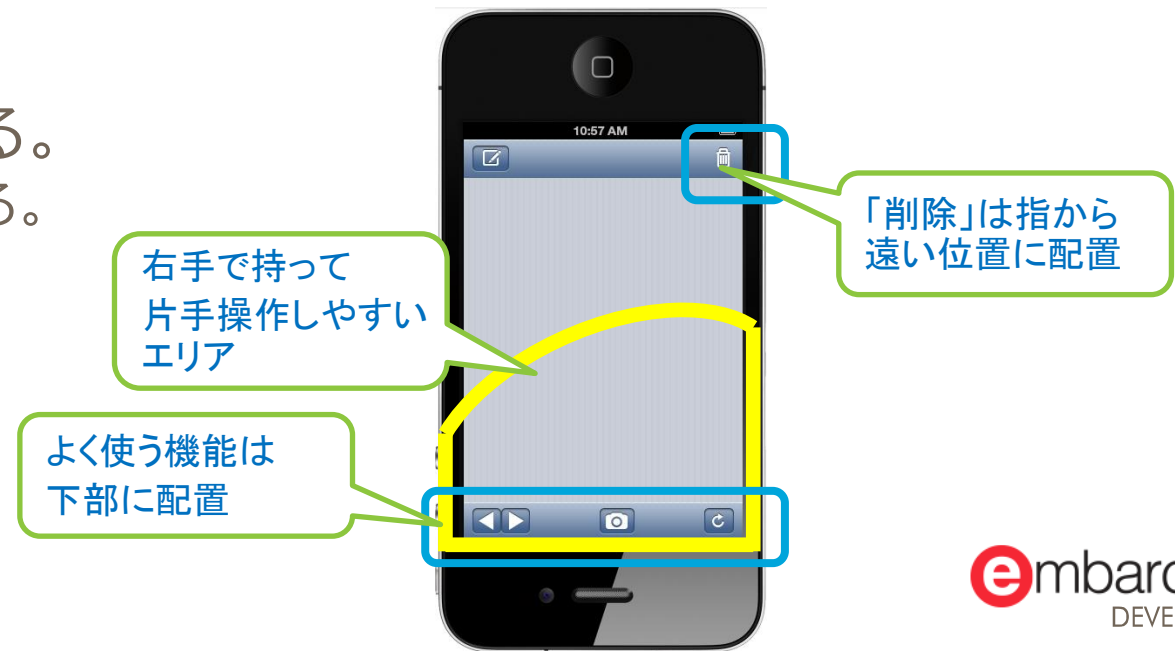 る。
る。
10:57 AM
「削除」は指から
遠い位置に配置
右手で持って
片手操作しやすい
エリア
よく使う機能は
下部に配置
embarc
DEVE